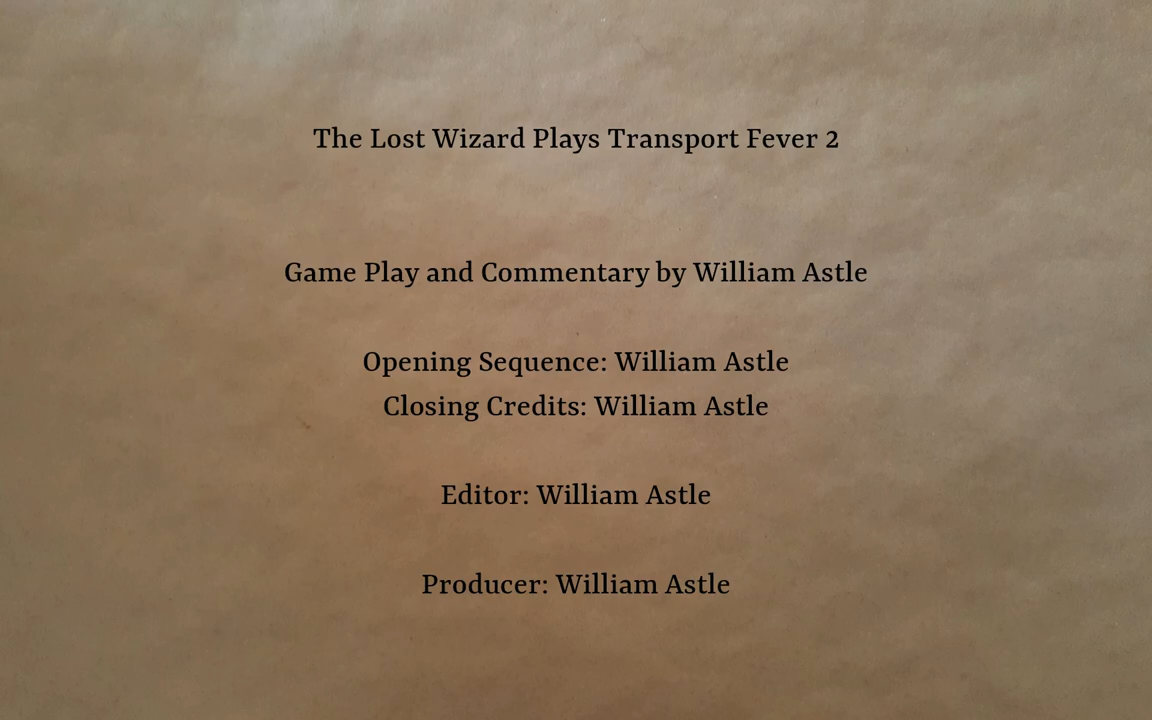 The Lost Wizard Plays Transport Fever 2
Game Play and Commentary by William Astle
Opening Sequence: William Astle
Closing Credits: William Astle
Editor: William Astle
Producer: William Astle